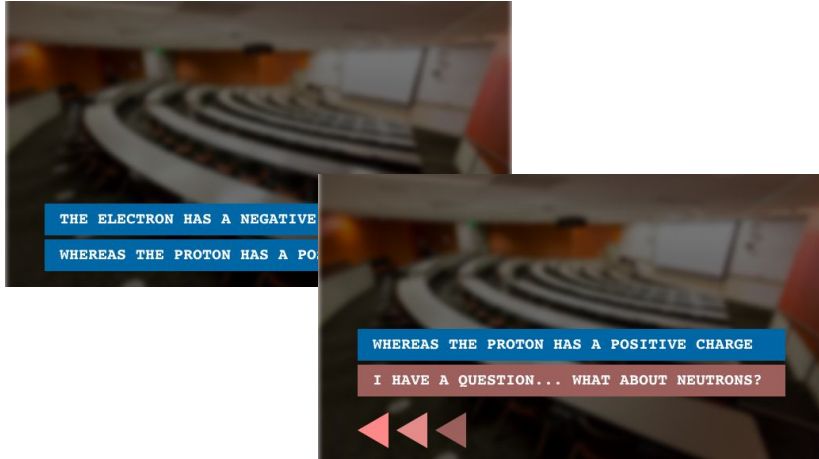 THE ELECTRON HAS A NEGATIVE
WHEREAS THE PROTON HAS A
WHEREAS THE PROTON HAS A POSITIVE CHARGE
I HAVE A QUESTION... WHAT ABOUT NEUTRONS?